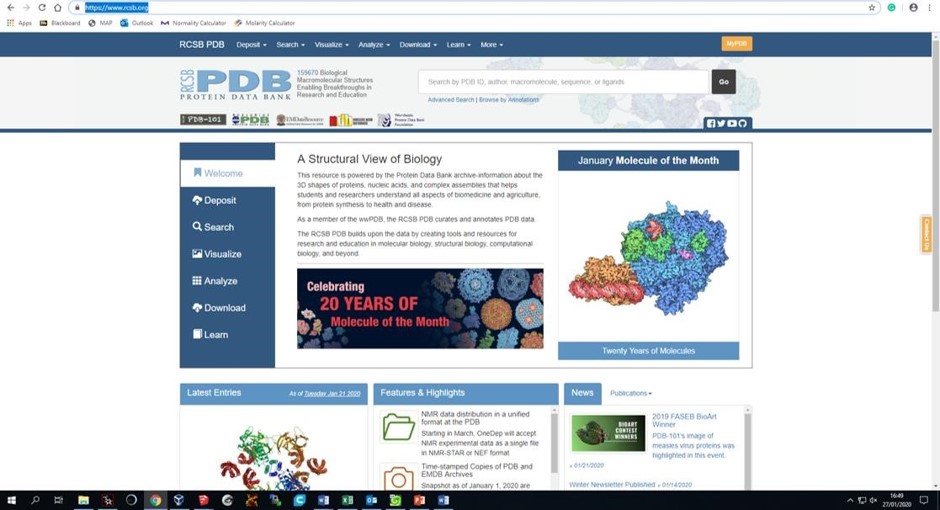 https://www.rcsb.org
Apps Blackboard MAP Outlook Normality Calculator Molarity Calculator
RCSB PDB Deposit Search Visualize Analyze Download Learn More MyPDB
RCSB PDB
PROTEIN DATA BANK
159670 Biological
Macromolecular Structures
Enabling Breakthroughs in
Research and Education
Search by PDB ID, author, macromolecule, sequence, or ligands Go
Advanced Search | Browse by Annotations
PDB-101 PDB EMDataResource
Contact Us
Welcome
Deposit
Search
Visualize
Analyze
Download
Learn
A Structural View of Biology
This resource is powered by the Protein Data Bank archive-information about the
3D shapes of proteins, nucleic acids, and complex assemblies that helps
students and researchers understand all aspects of biomedicine and agriculture,
from protein synthesis to health and disease.
As a member of the wwPDB, the RCSB PDB curates and annotates PDB data.
The RCSB PDB builds upon the data by creating tools and resources for
research and education in molecular biology, structural biology, computational
biology, and beyond.
Celebrating
20 YEARS OF
Molecule of the Month
January Molecule of the Month
Twenty Years of Molecules
Latest Entries As of Tuesday Jan 21 2020
Features & Highlights
NMR data distribution in a unified
format at the PDB
Starting in March, OneDep will accept
NMR experimental data as a single file
in NMR-STAR or NEF format
Time-stamped Copies of PDB and
EMDB Archives
Snapshot as of January 1, 2020 are
News Publications
BIOART
CONTEST
WINNERS
2019 FASEB BioArt
Winner
PDB-101's image of
measles virus proteins was
highlighted in this event.
» 01/21/2020
Winter Newsletter Published » 01/14/2020
16:49
27/01/2020